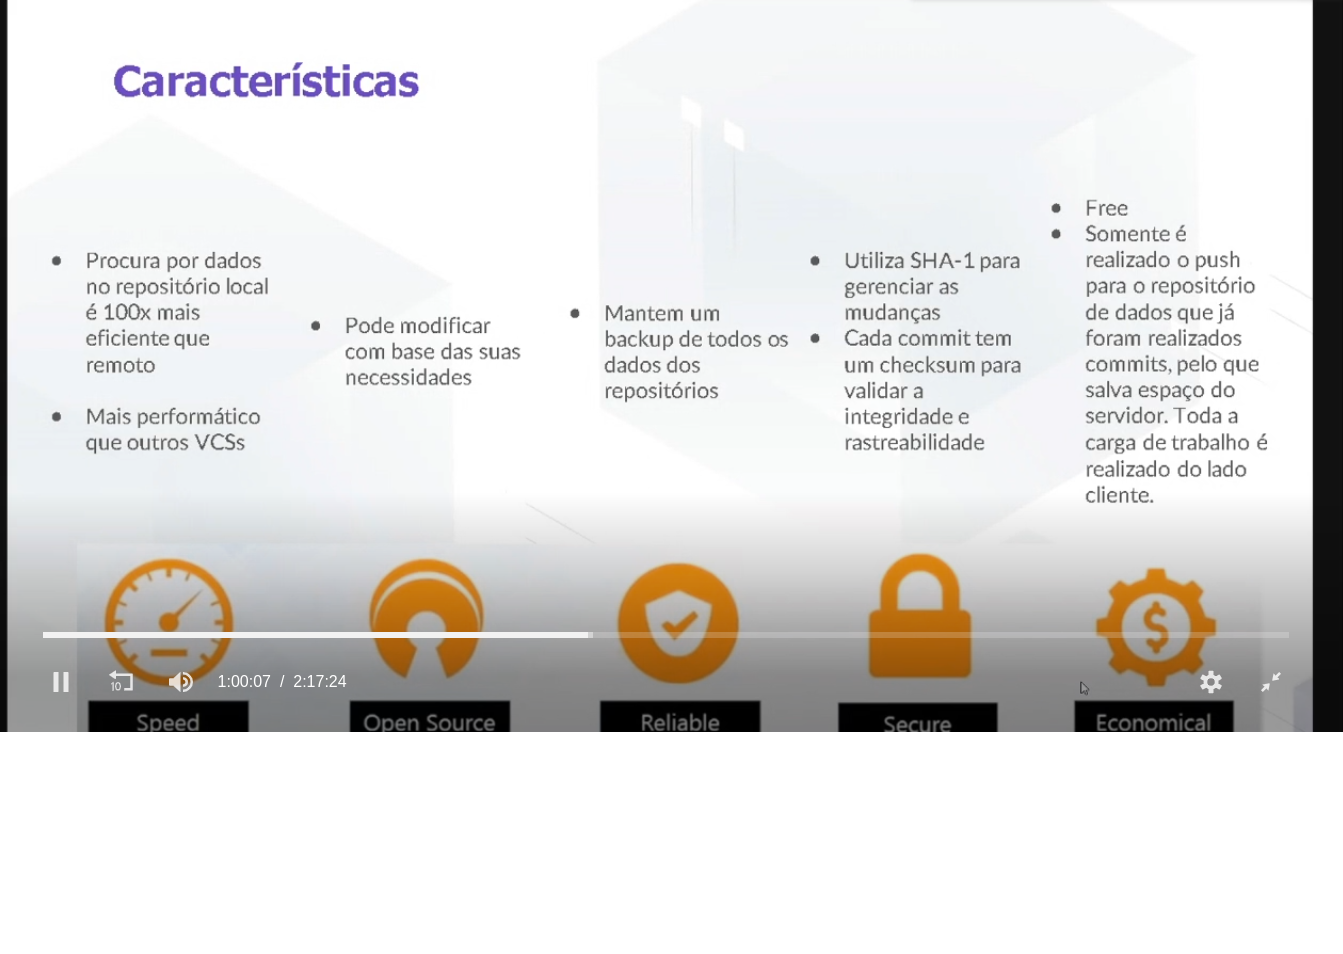 Características
Procura por dados
no repositório local
é 100x mais
eficiente que
remoto
Mais performático
que outros VCSs
Pode modificar
com base das suas
necessidades
Mantem um
backup de todos os
dados dos
repositórios
Utiliza SHA-1 para
gerenciar as
mudanças
Cada commit tem
um checksum para
validar a
integridade e
rastreabilidade
Free
Somente é
realizado o push
para o repositório
de dados que já
foram realizados
commits, pelo que
salva espaço do
servidor. Toda a
carga de trabalho é
realizado do lado
cliente.
10
1:00:07 / 2:17:24
Speed
Open Source
Reliable
Secure
Economical